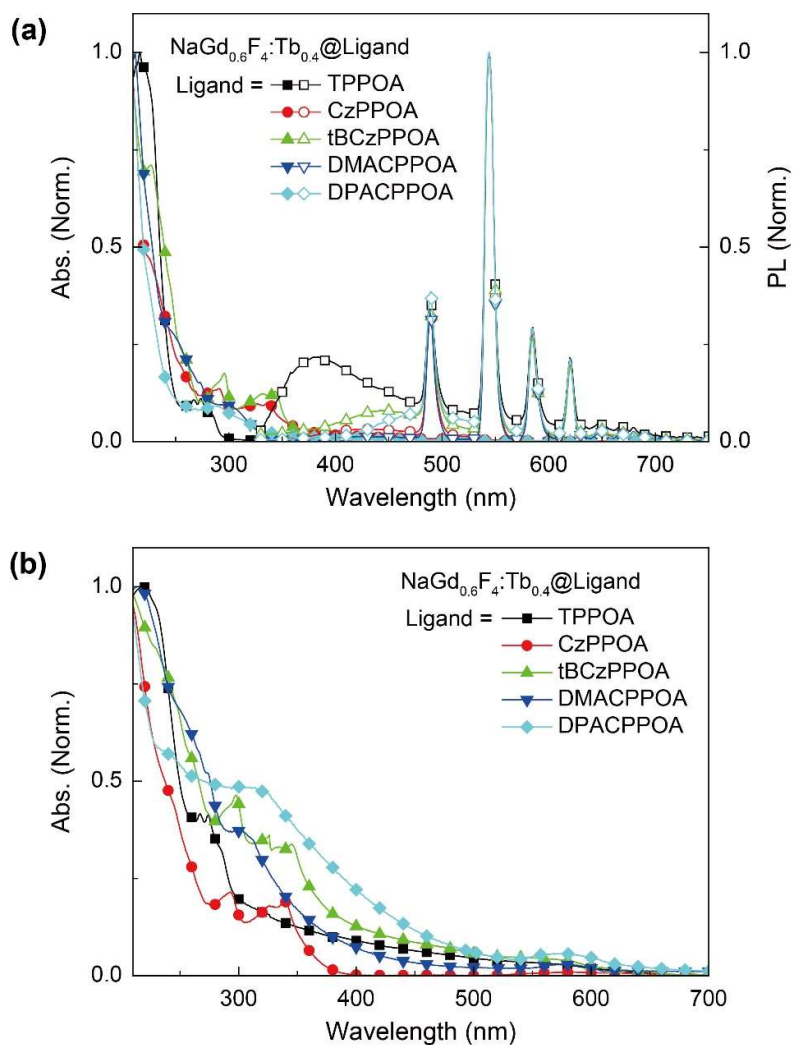 (a)
NaGd0.6F4:Tb0.4@Ligand
Ligand =
TPPOA
CzPPOA
tBCzPPOA
DMACPPOA
DPACPPOA
1.0
0.5
0.0
Abs. (Norm.)
1.0
0.5
0.0
PL (Norm.)
300 400 500 600 700
Wavelength (nm)
(b)
NaGd0.6F4:Tb0.4@Ligand
Ligand =
TPPOA
CzPPOA
tBCzPPOA
DMACPPOA
DPACPPOA
1.0
0.5
0.0
Abs. (Norm.)
300 400 500 600 700
Wavelength (nm)